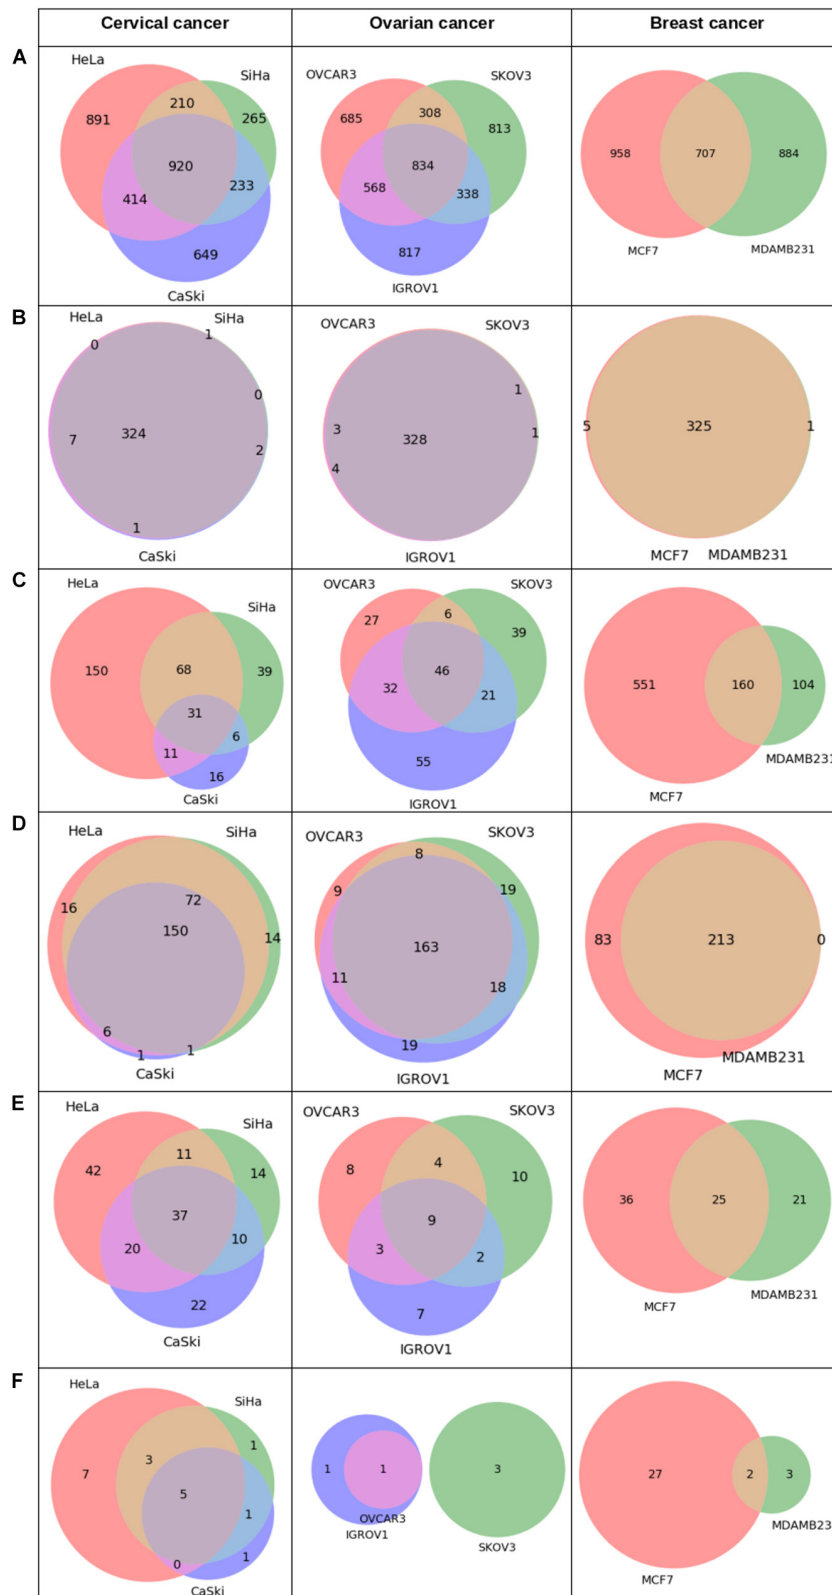 Cervical cancer
Ovarian cancer
Breast cancer
A
HeLa
SiHa
891
210
265
920
414
233
649
CaSki
OVCAR3
SKOV3
685
308
813
834
568
338
817
IGROV1
958
707
884
MCF7
MDAMB231
B
HeLa
SiHa
0
1
0
324
7
2
1
CaSki
OVCAR3
SKOV3
1
3
328
1
4
IGROV1
5
325
1
MCF7 MDAMB231
C
HeLa
SiHa
150
68
39
31
11
6
16
CaSki
OVCAR3
SKOV3
27
6
39
46
32
21
55
IGROV1
551
160
104
MDAMB231
MCF7
D
HeLa
SiHa
16
72
150
14
6
1
1
CaSki
OVCAR3
SKOV3
8
9
19
163
11
18
19
IGROV1
83
213
0
MDAMB231
MCF7
E
HeLa
SiHa
42
11
14
37
20
10
22
CaSki
OVCAR3
SKOV3
8
4
10
9
3
2
7
IGROV1
36
25
21
MDAMB231
MCF7
F
HeLa
SiHa
7
3
1
5
1
0
1
CaSki
1
1
OVCAR3
IGROV1
3
SKOV3
27
2
3
MDAMB23
MCF7